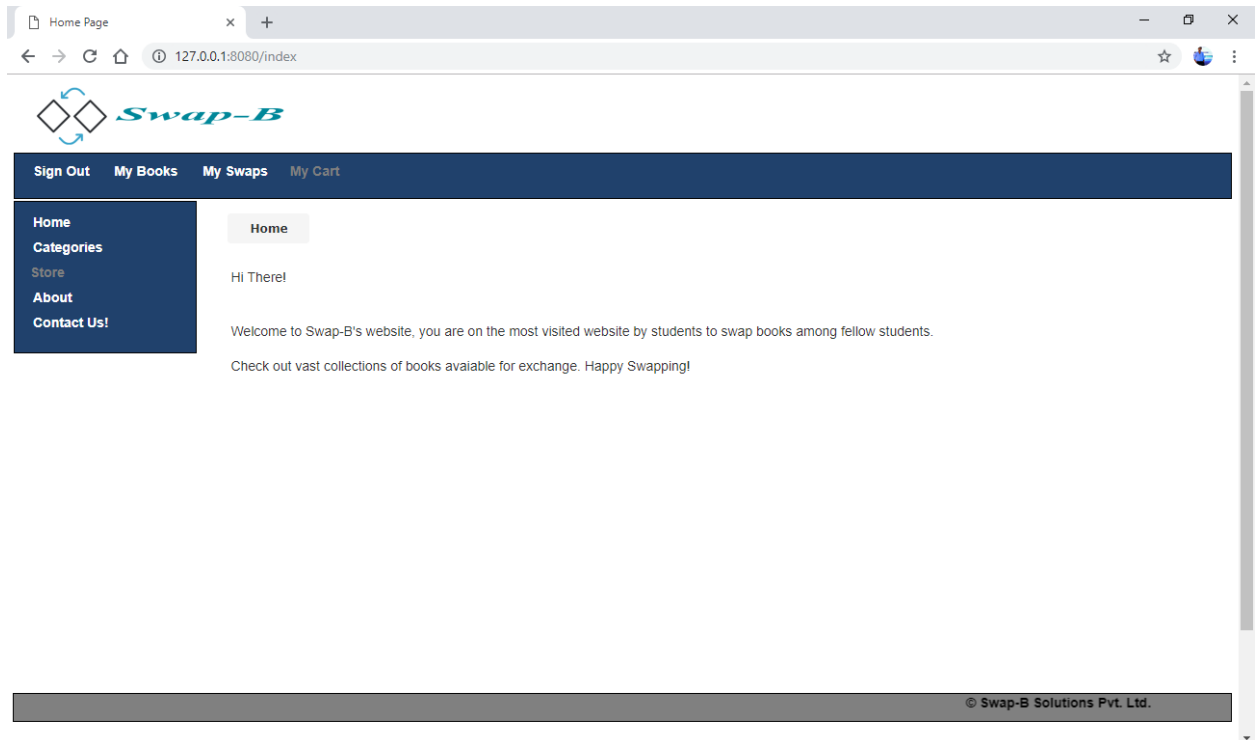 Home Page
127.0.0.1:8080/index
Swap-B
Sign Out My Books My Swaps My Cart
Home
Categories
Store
About
Contact Us!
Home
Hi There!
Welcome to Swap-B's website, you are on the most visited website by students to swap books among fellow students.
Check out vast collections of books avaiable for exchange. Happy Swapping!
© Swap-B Solutions Pvt. Ltd.